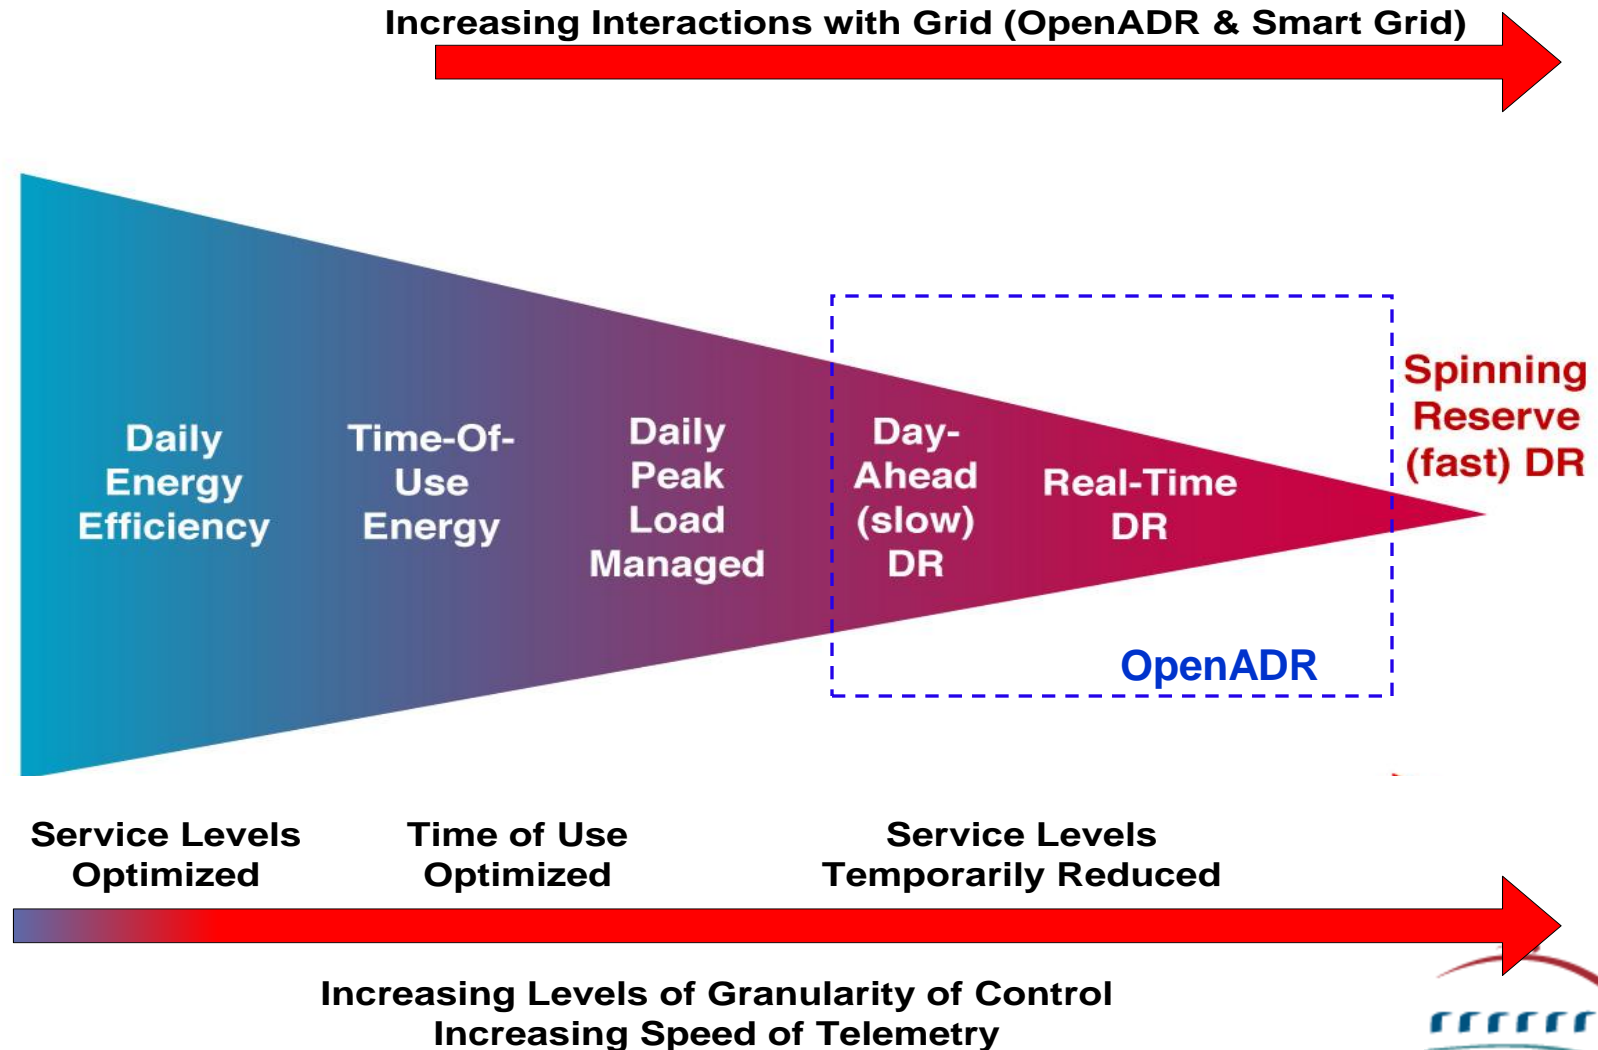 Increasing Interactions with Grid (OpenADR & Smart Grid)
Daily
Energy
Efficiency
Time-Of-
Use
Energy
Daily
Peak
Load
Managed
Day-
Ahead
(slow)
DR
Real-Time
DR
Spinning
Reserve
(fast) DR
OpenADR
Service Levels
Optimized
Time of Use
Optimized
Service Levels
Temporarily Reduced
Increasing Levels of Granularity of Control
Increasing Speed of Telemetry